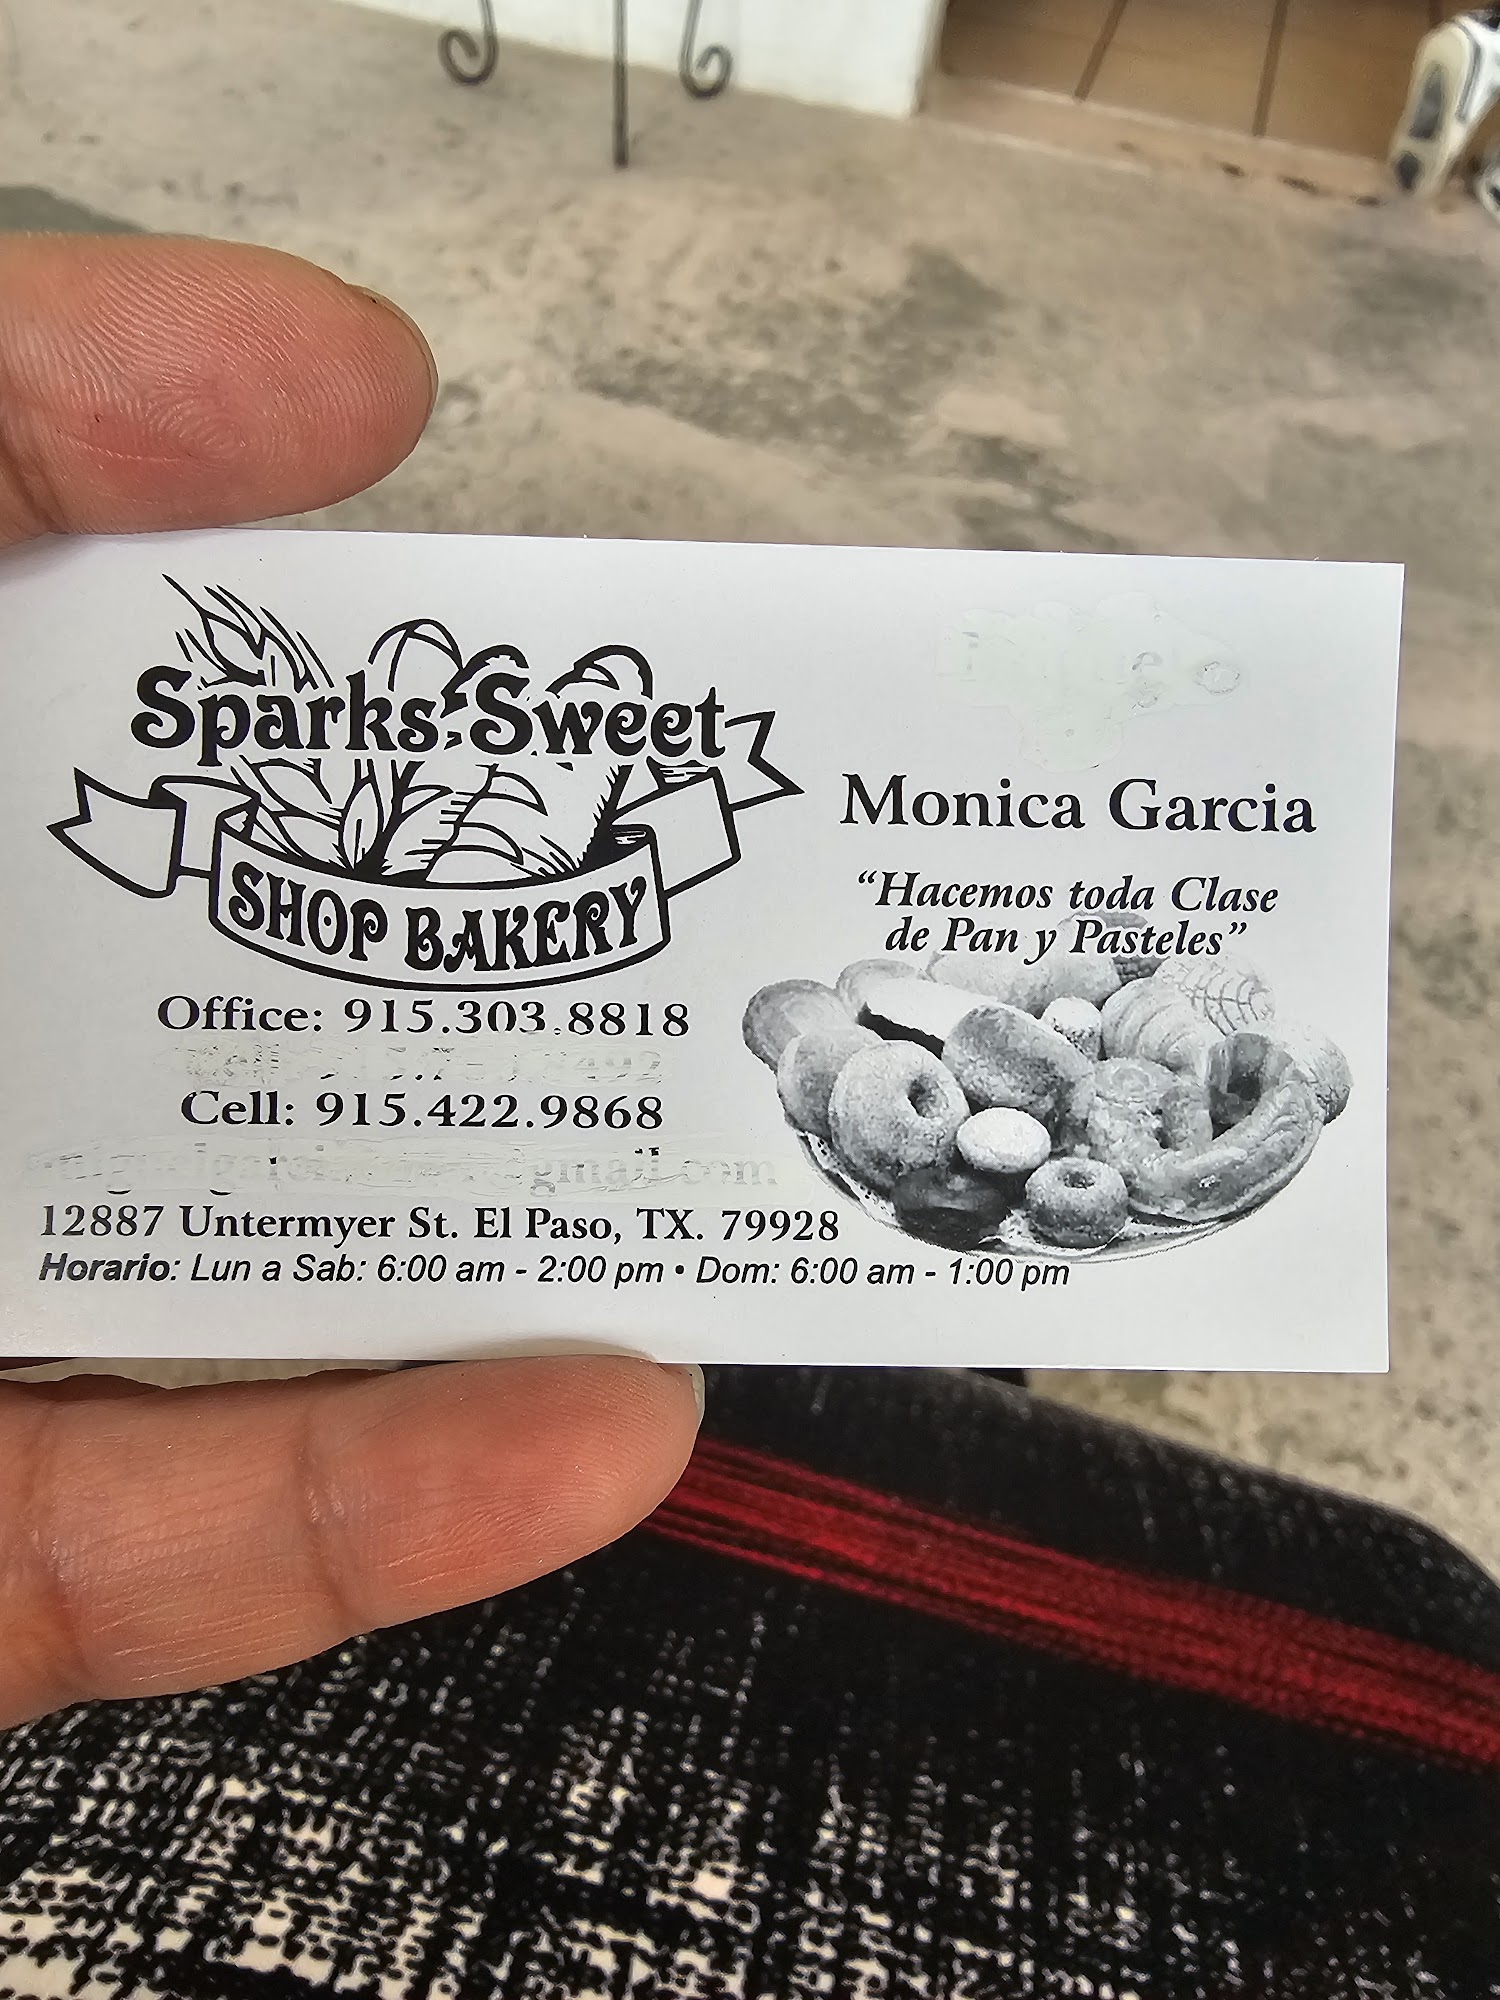 Sparks Sweet
SHOP BAKERY
Office: 915.303.8818
Cell: 915.422.9868
12887 Untermyer St. El Paso, TX. 79928
Horario: Lun a Sab: 6:00 am - 2:00 pm • Dom: 6:00 am - 1:00 pm
Monica Garcia
“Hacemos toda Clase
de Pan y Pasteles”